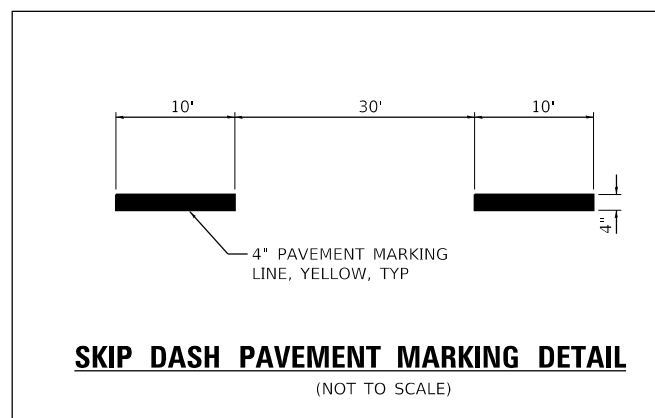 10' 30' 10'
4"
4" PAVEMENT MARKING
LINE, YELLOW, TYP
SKIP DASH PAVEMENT MARKING DETAIL
(NOT TO SCALE)